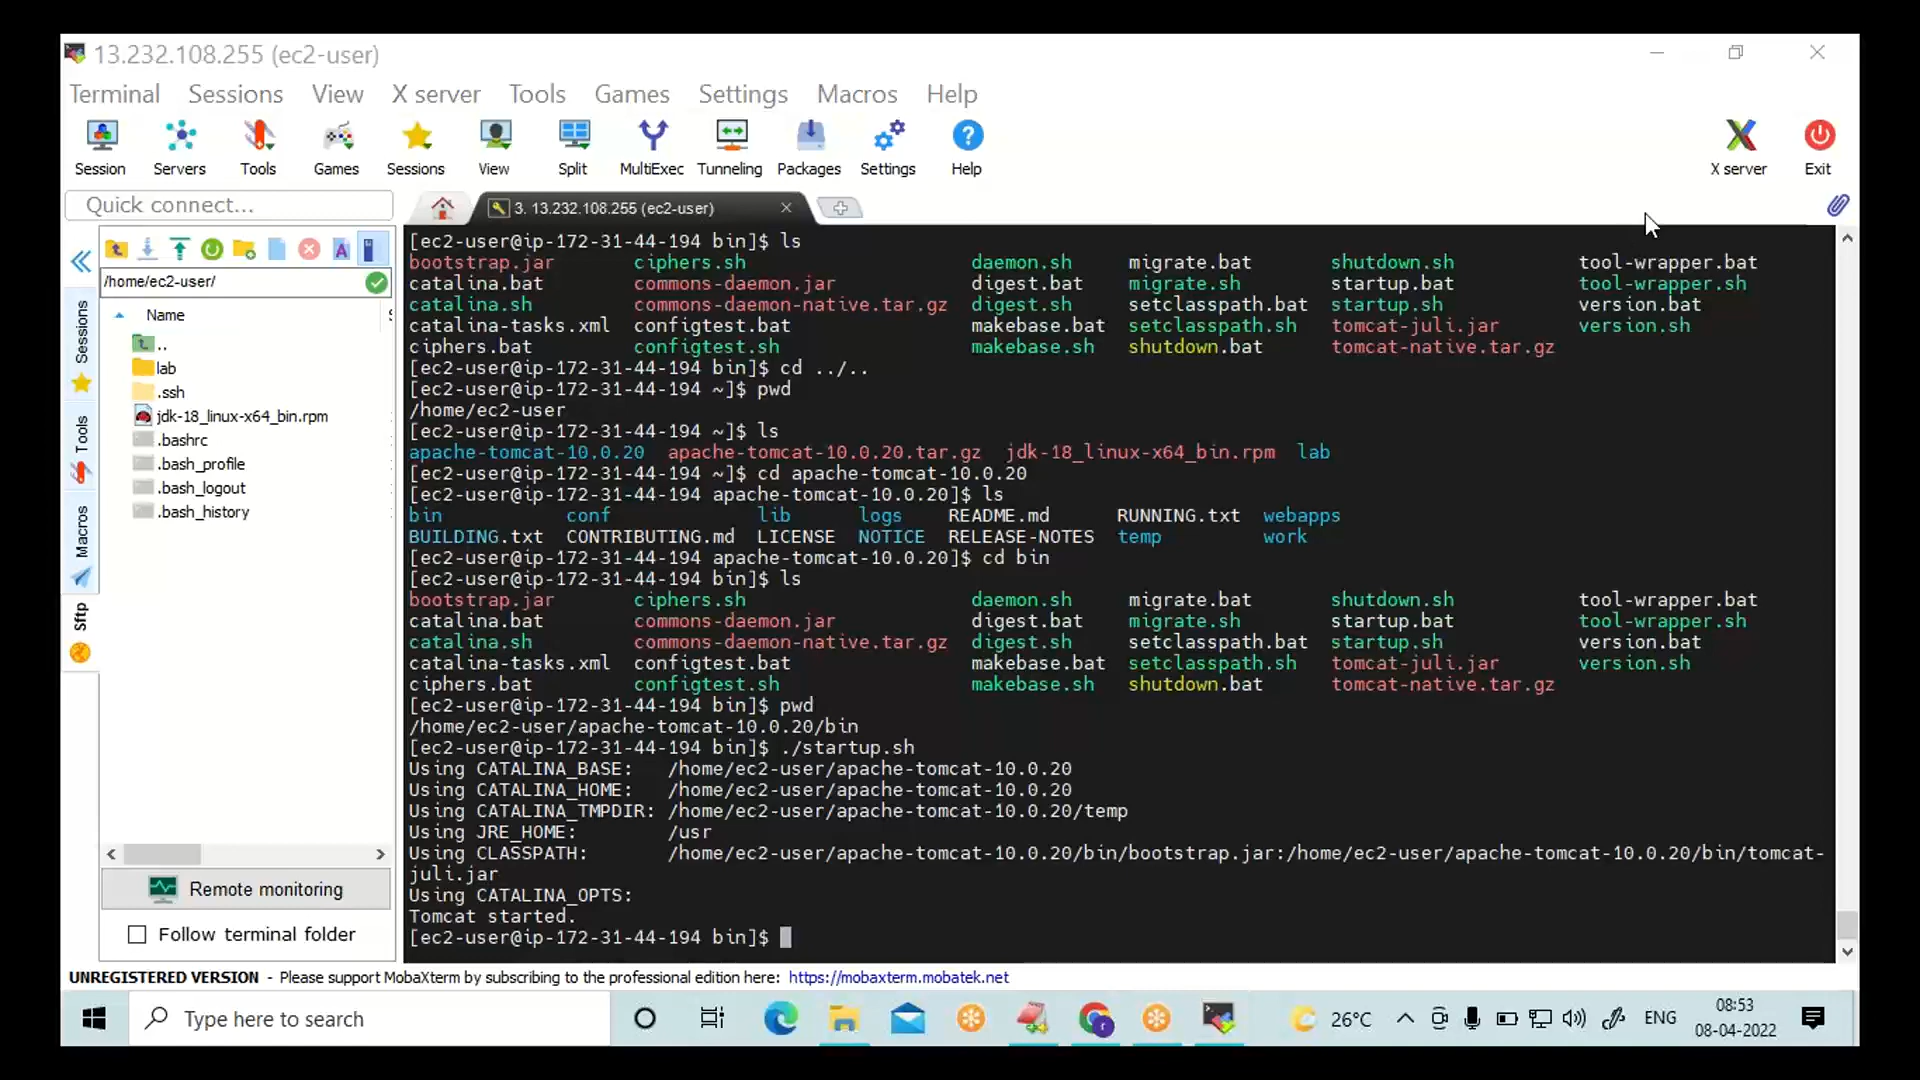 13.232.108.255 (ec2-user)
Terminal Sessions View X server Tools Games Settings Macros Help
Session Servers Tools Games Sessions View Split MultiExec Tunneling Packages Settings Help X server Exit
Quick connect...
3. 13.232.108.255 (ec2-user)
/home/ec2-user/
Name
..
lab
.ssh
jdk-18_linux-x64_bin.rpm
.bashrc
.bash_profile
.bash_logout
.bash_history
Sessions
Tools
Macros
Sftp
Remote monitoring
Follow terminal folder
[ec2-user@ip-172-31-44-194 bin]$ ls
bootstrap.jar ciphers.sh daemon.sh migrate.bat shutdown.sh tool-wrapper.bat
catalina.bat commons-daemon.jar digest.bat migrate.sh startup.bat tool-wrapper.sh
catalina.sh commons-daemon-native.tar.gz digest.sh setclasspath.bat startup.sh version.bat
catalina-tasks.xml configtest.bat makebase.bat setclasspath.sh tomcat-juli.jar version.sh
ciphers.bat configtest.sh makebase.sh shutdown.bat tomcat-native.tar.gz
[ec2-user@ip-172-31-44-194 bin]$ cd ../..
[ec2-user@ip-172-31-44-194 ~]$ pwd
/home/ec2-user
[ec2-user@ip-172-31-44-194 ~]$ ls
apache-tomcat-10.0.20 apache-tomcat-10.0.20.tar.gz jdk-18_linux-x64_bin.rpm lab
[ec2-user@ip-172-31-44-194 ~]$ cd apache-tomcat-10.0.20
[ec2-user@ip-172-31-44-194 apache-tomcat-10.0.20]$ ls
bin conf lib logs README.md RUNNING.txt webapps
BUILDING.txt CONTRIBUTING.md LICENSE NOTICE RELEASE-NOTES temp work
[ec2-user@ip-172-31-44-194 apache-tomcat-10.0.20]$ cd bin
[ec2-user@ip-172-31-44-194 bin]$ ls
bootstrap.jar ciphers.sh daemon.sh migrate.bat shutdown.sh tool-wrapper.bat
catalina.bat commons-daemon.jar digest.bat migrate.sh startup.bat tool-wrapper.sh
catalina.sh commons-daemon-native.tar.gz digest.sh setclasspath.bat startup.sh version.bat
catalina-tasks.xml configtest.bat makebase.bat setclasspath.sh tomcat-juli.jar version.sh
ciphers.bat configtest.sh makebase.sh shutdown.bat tomcat-native.tar.gz
[ec2-user@ip-172-31-44-194 bin]$ pwd
/home/ec2-user/apache-tomcat-10.0.20/bin
[ec2-user@ip-172-31-44-194 bin]$ ./startup.sh
Using CATALINA_BASE: /home/ec2-user/apache-tomcat-10.0.20
Using CATALINA_HOME: /home/ec2-user/apache-tomcat-10.0.20
Using CATALINA_TMPDIR: /home/ec2-user/apache-tomcat-10.0.20/temp
Using JRE_HOME: /usr
Using CLASSPATH: /home/ec2-user/apache-tomcat-10.0.20/bin/bootstrap.jar:/home/ec2-user/apache-tomcat-10.0.20/bin/tomcat-
juli.jar
Using CATALINA_OPTS:
Tomcat started.
[ec2-user@ip-172-31-44-194 bin]$
UNREGISTERED VERSION - Please support MobaXterm by subscribing to the professional edition here: https://mobaxterm.mobatek.net
Type here to search
26°C
ENG
08:53
08-04-2022